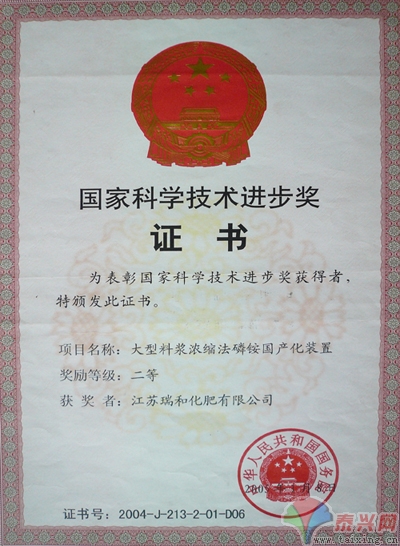 国家科学技术进步奖
证书
为表彰国家科学技术进步奖获得者，
特颁发此证书。
项目名称：大型料浆浓缩法磷铵国产化装置
奖励等级：二等
获奖者：江苏瑞和化肥有限公司
中华人民共和国国务院
证书号：2004-J-213-2-01-D06
泰兴网
www.taixing.cn